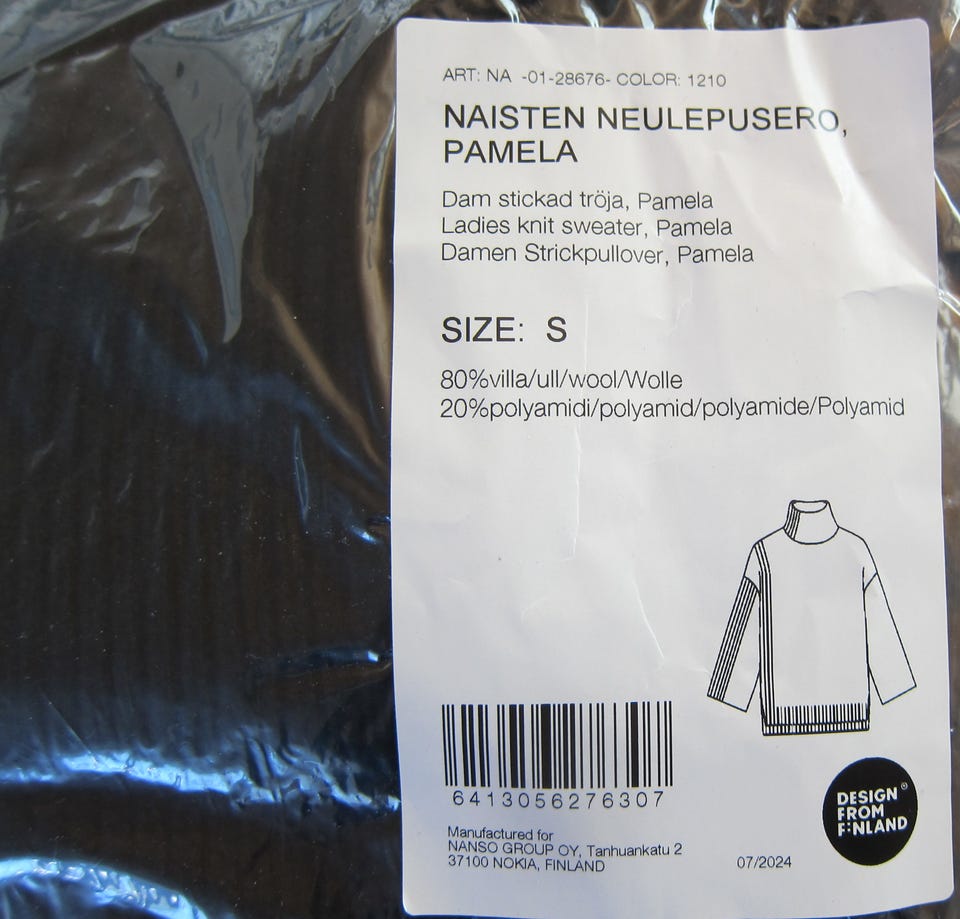 ART: NA -01-28676- COLOR: 1210
NAISTEN NEULEPUSERO,
PAMELA
Dam stickad tröja, Pamela
Ladies knit sweater, Pamela
Damen Strickpullover, Pamela
SIZE: S
80%villa/ull/wool/Wolle
20%polyamidi/polyamid/polyamide/Polyamid
6413056276307
Manufactured for
NANSO GROUP OY, Tanhuankatu 2
37100 NOKIA, FINLAND
07/2024
DESIGN®
FROM
FINLAND